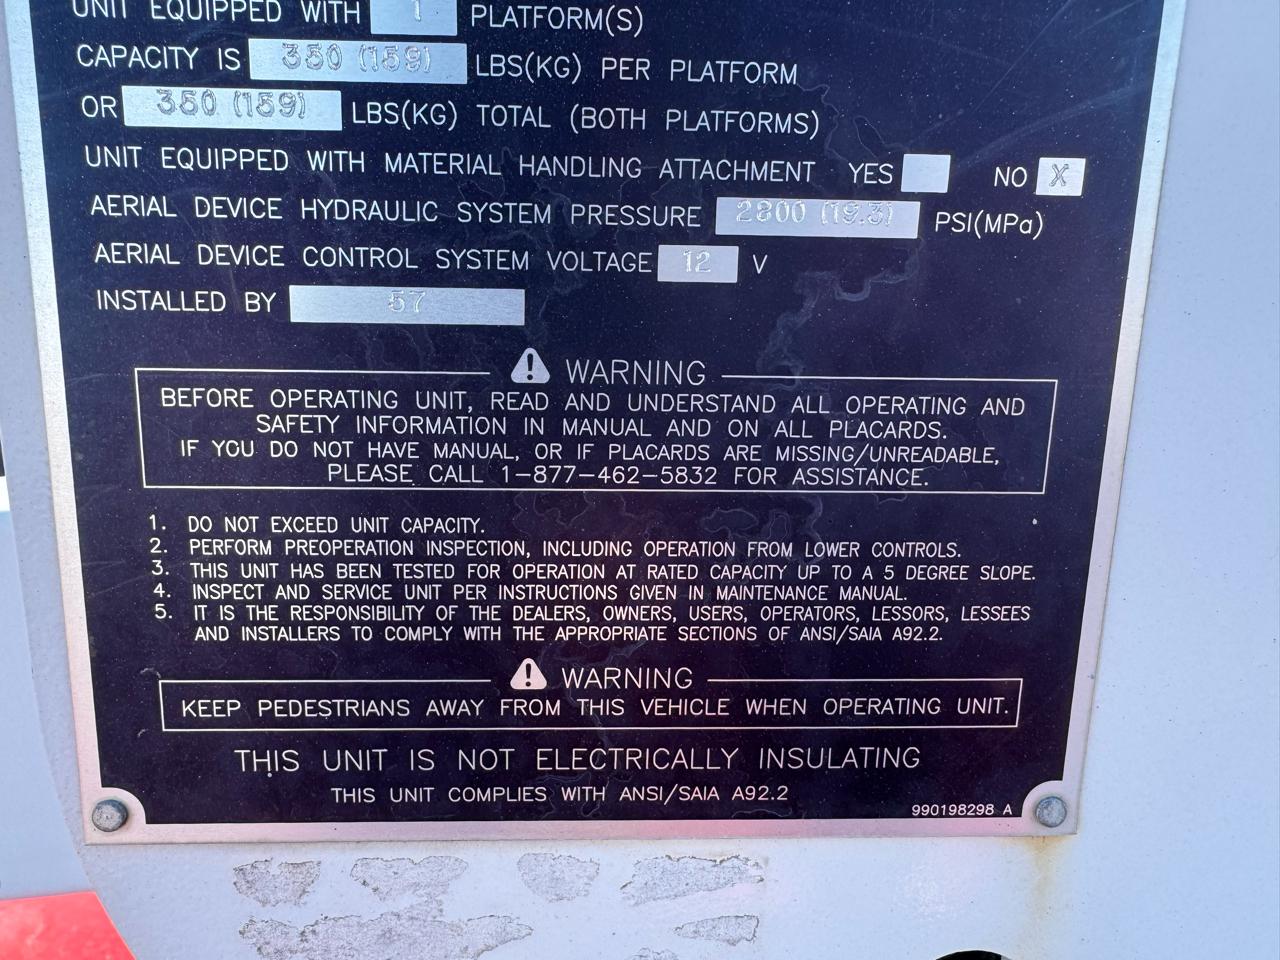 UNIT EQUIPPED WITH 1 PLATFORM(S)
CAPACITY IS 350 (159) LBS(KG) PER PLATFORM
OR 350 (159) LBS(KG) TOTAL (BOTH PLATFORMS)
UNIT EQUIPPED WITH MATERIAL HANDLING ATTACHMENT YES NO X
AERIAL DEVICE HYDRAULIC SYSTEM PRESSURE 2800 (19.3) PSI(MPa)
AERIAL DEVICE CONTROL SYSTEM VOLTAGE 12 V
INSTALLED BY 57
WARNING
BEFORE OPERATING UNIT, READ AND UNDERSTAND ALL OPERATING AND
SAFETY INFORMATION IN MANUAL AND ON ALL PLACARDS.
IF YOU DO NOT HAVE MANUAL, OR IF PLACARDS ARE MISSING/UNREADABLE,
PLEASE CALL 1-877-462-5832 FOR ASSISTANCE.
1. DO NOT EXCEED UNIT CAPACITY.
2. PERFORM PREOPERATION INSPECTION, INCLUDING OPERATION FROM LOWER CONTROLS.
3. THIS UNIT HAS BEEN TESTED FOR OPERATION AT RATED CAPACITY UP TO A 5 DEGREE SLOPE.
4. INSPECT AND SERVICE UNIT PER INSTRUCTIONS GIVEN IN MAINTENANCE MANUAL.
5. IT IS THE RESPONSIBILITY OF THE DEALERS, OWNERS, USERS, OPERATORS, LESSORS, LESSEES
AND INSTALLERS TO COMPLY WITH THE APPROPRIATE SECTIONS OF ANSI/SAIA A92.2.
WARNING
KEEP PEDESTRIANS AWAY FROM THIS VEHICLE WHEN OPERATING UNIT.
THIS UNIT IS NOT ELECTRICALLY INSULATING
THIS UNIT COMPLIES WITH ANSI/SAIA A92.2
990198298 A